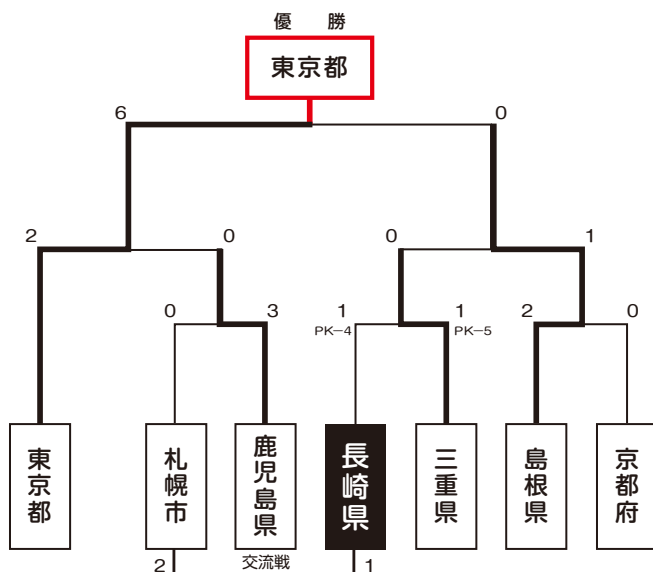 優 勝
東京都
6 0
2 0 0 1
0 3 1 1 2 0
PK−4 PK−5
東京都
札幌市
鹿児島県
長崎県
三重県
島根県
京都府
2 交流戦 1